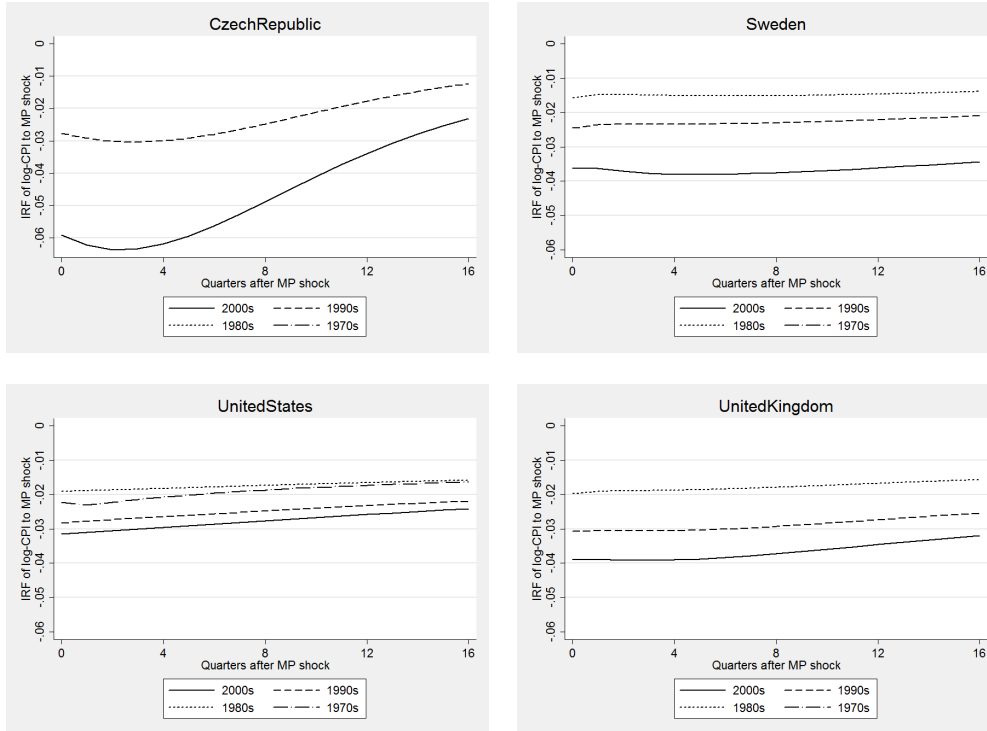 CzechRepublic
IRF of log-CPI to MP shock
0
-.01
-.02
-.03
-.04
-.05
-.06
0 4 8 12 16
Quarters after MP shock
2000s 1990s
1980s 1970s
Sweden
IRF of log-CPI to MP shock
0
-.01
-.02
-.03
-.04
-.05
-.06
0 4 8 12 16
Quarters after MP shock
2000s 1990s
1980s 1970s
UnitedStates
IRF of log-CPI to MP shock
0
-.01
-.02
-.03
-.04
-.05
-.06
0 4 8 12 16
Quarters after MP shock
2000s 1990s
1980s 1970s
UnitedKingdom
IRF of log-CPI to MP shock
0
-.01
-.02
-.03
-.04
-.05
-.06
0 4 8 12 16
Quarters after MP shock
2000s 1990s
1980s 1970s